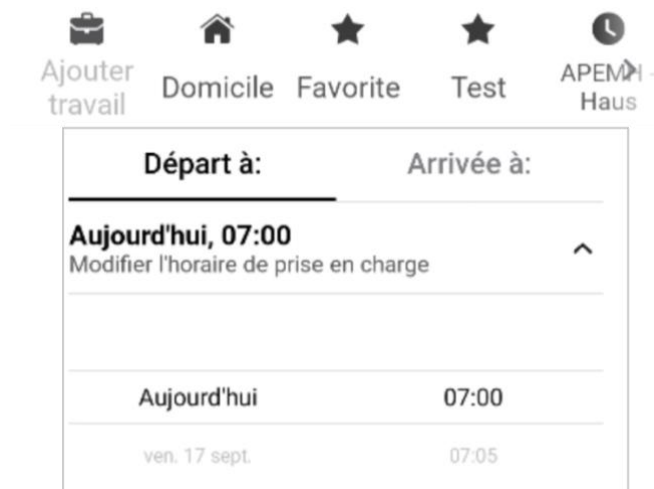 Ajouter travail
Domicile
Favorite
Test
APEMH - Haus
Départ à:
Arrivée à:
Aujourd'hui, 07:00
Modifier l'horaire de prise en charge
Aujourd'hui
07:00
ven. 17 sept.
07:05